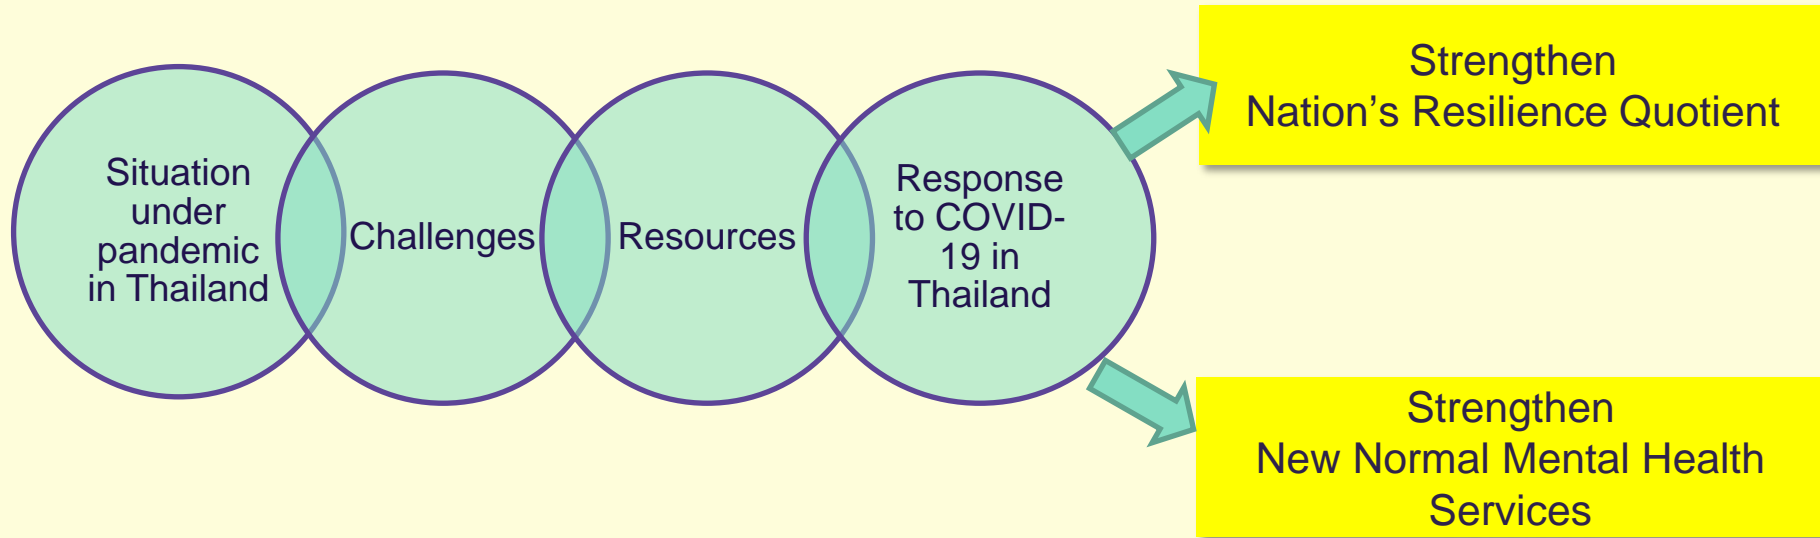 Situation
under
pandemic
in Thailand
Challenges
Resources
Response
to COVID-
19 in
Thailand
Strengthen
Nation’s Resilience Quotient
Strengthen
New Normal Mental Health
Services